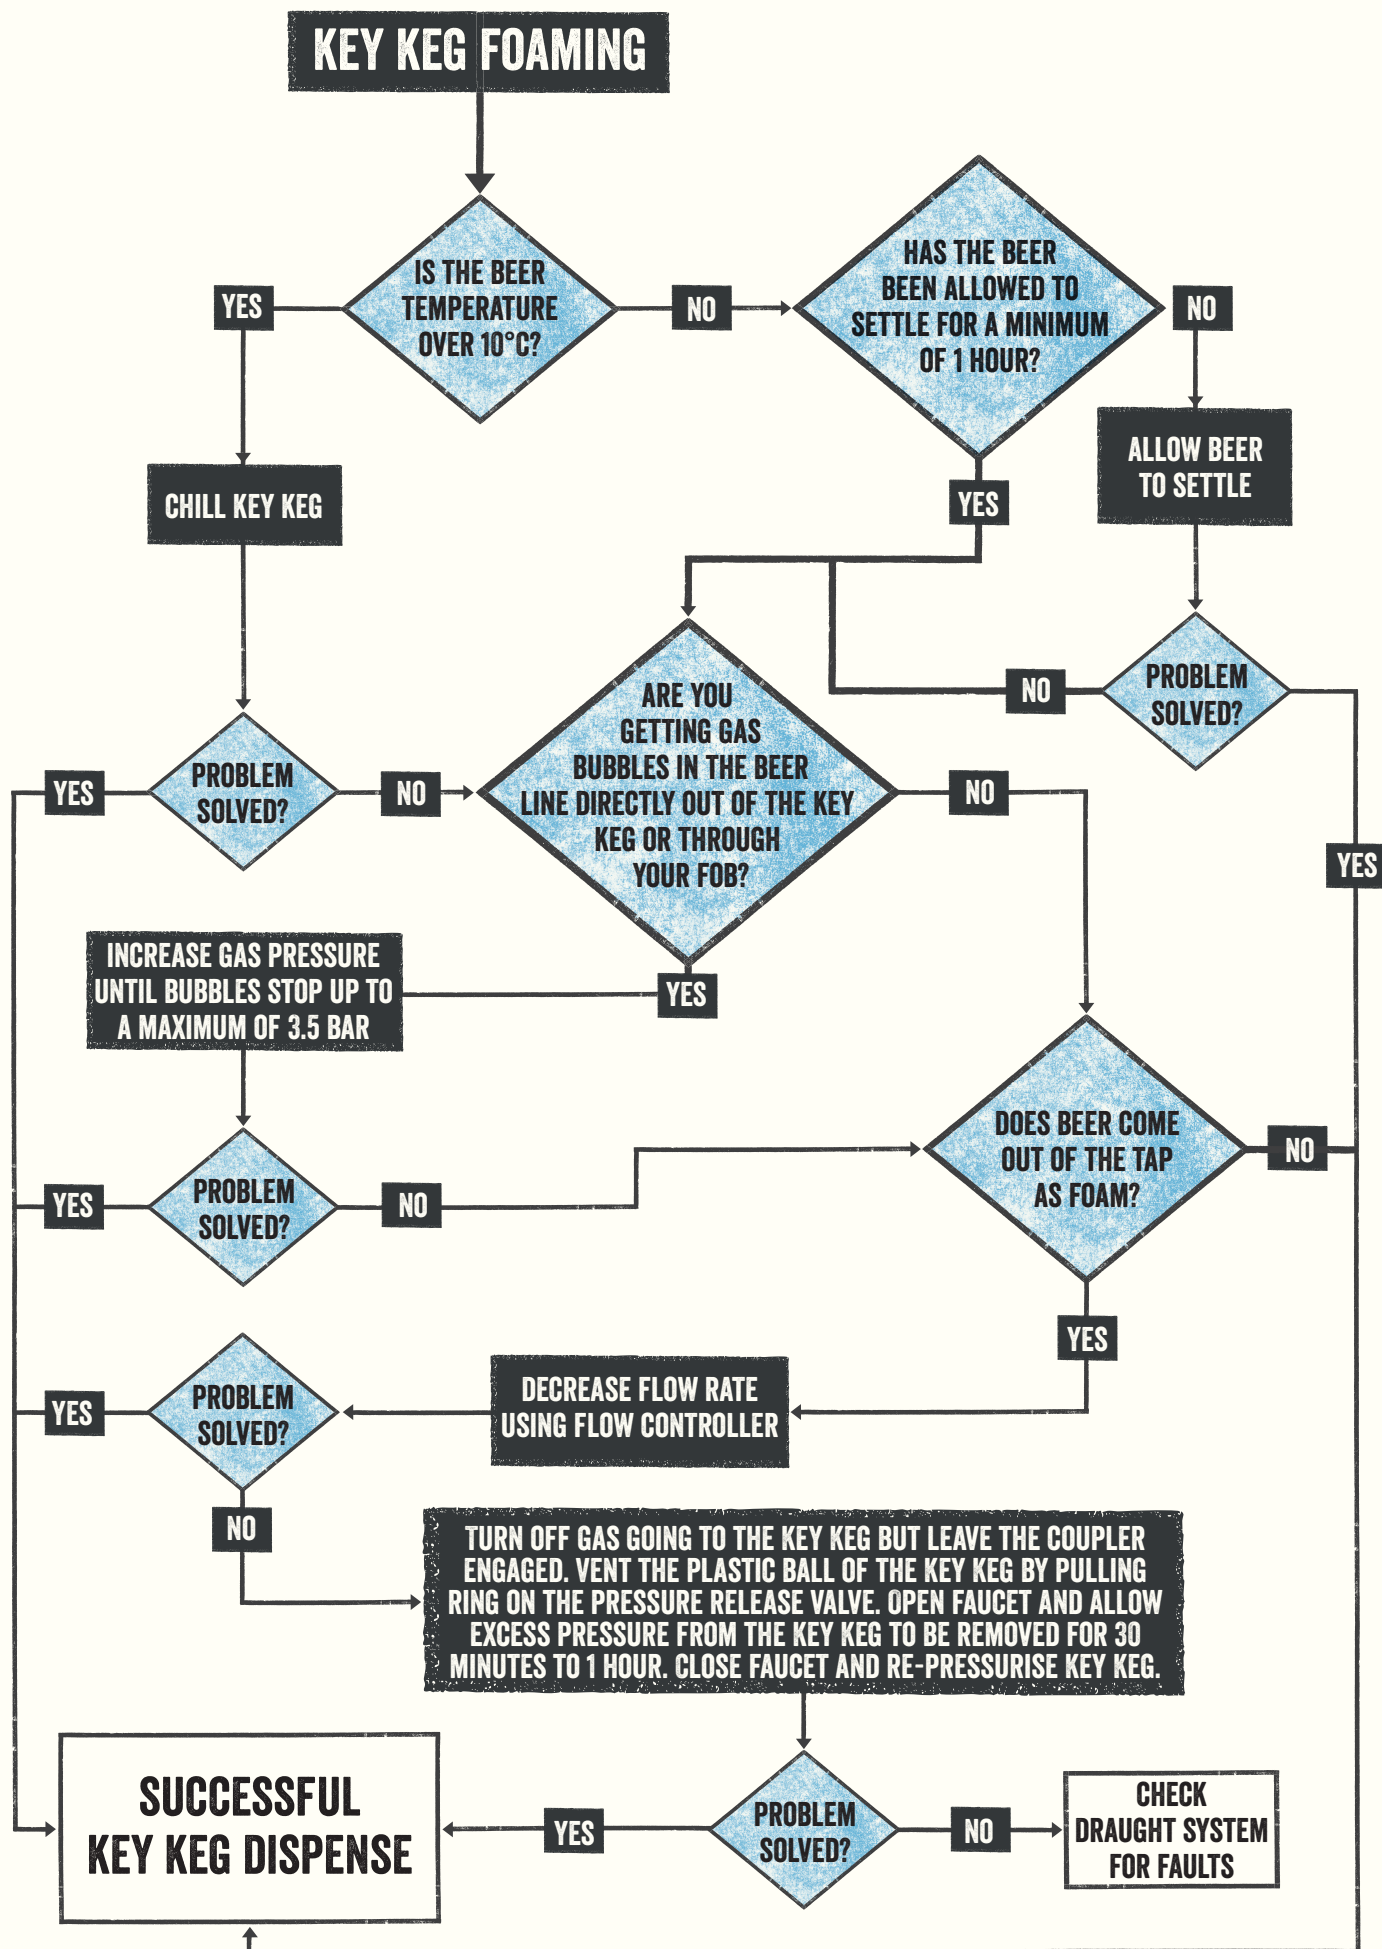 KEY KEG FOAMING
IS THE BEER
TEMPERATURE
OVER 10°C?
YES
NO
HAS THE BEER
BEEN ALLOWED TO
SETTLE FOR A MINIMUM
OF 1 HOUR?
NO
ALLOW BEER
TO SETTLE
CHILL KEY KEG
YES
PROBLEM
SOLVED?
NO
YES
ARE YOU
GETTING GAS
BUBBLES IN THE BEER
LINE DIRECTLY OUT OF THE KEY
KEG OR THROUGH
YOUR FOB?
PROBLEM
SOLVED?
YES
NO
NO
YES
INCREASE GAS PRESSURE
UNTIL BUBBLES STOP UP TO
A MAXIMUM OF 3.5 BAR
DOES BEER COME
OUT OF THE TAP
AS FOAM?
NO
PROBLEM
SOLVED?
YES
NO
YES
DECREASE FLOW RATE
USING FLOW CONTROLLER
PROBLEM
SOLVED?
YES
NO
TURN OFF GAS GOING TO THE KEY KEG BUT LEAVE THE COUPLER
ENGAGED. VENT THE PLASTIC BALL OF THE KEY KEG BY PULLING
RING ON THE PRESSURE RELEASE VALVE. OPEN FAUCET AND ALLOW
EXCESS PRESSURE FROM THE KEY KEG TO BE REMOVED FOR 30
MINUTES TO 1 HOUR. CLOSE FAUCET AND RE-PRESSURISE KEY KEG.
SUCCESSFUL
KEY KEG DISPENSE
YES
PROBLEM
SOLVED?
NO
CHECK
DRAUGHT SYSTEM
FOR FAULTS